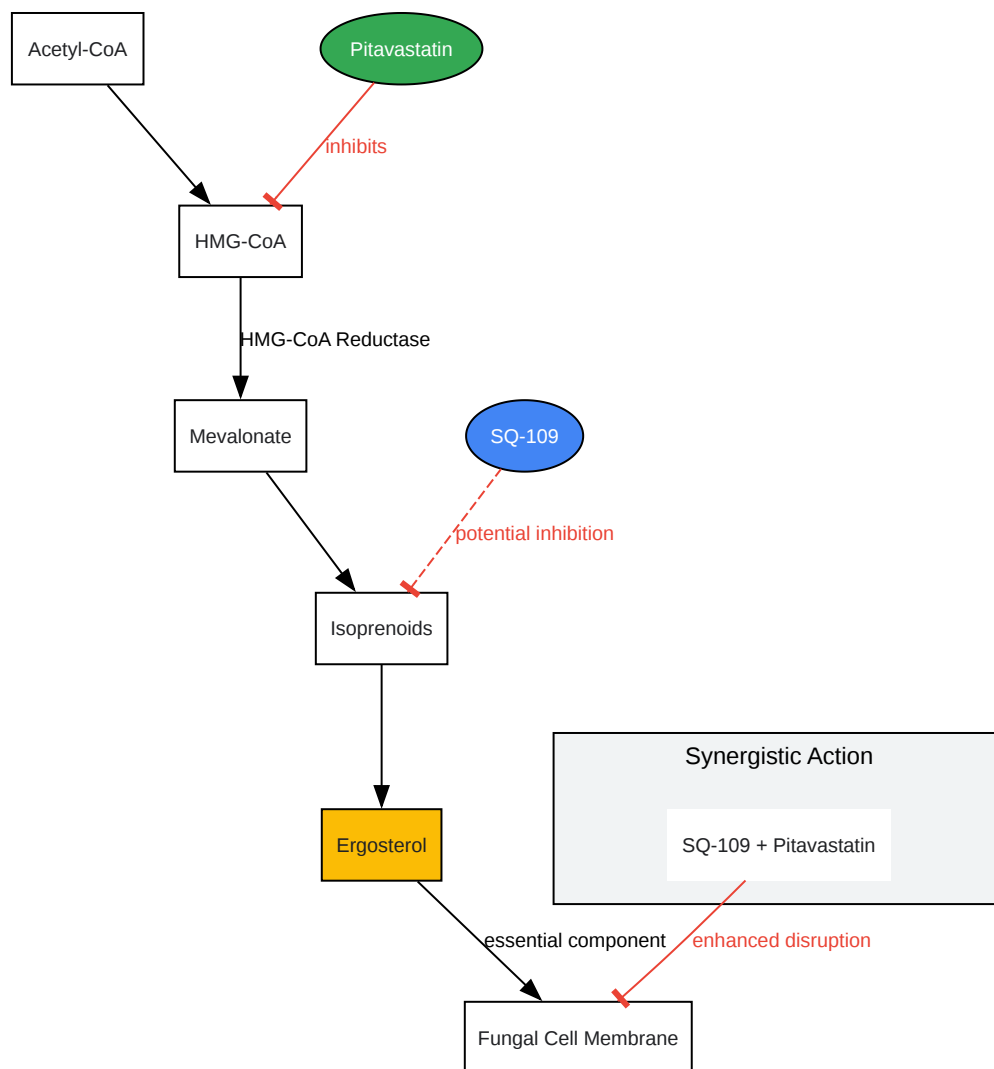 Acetyl-CoA
Pitavastatin
inhibits
HMG-CoA
HMG-CoA Reductase
Mevalonate
SQ-109
potential inhibition
Isoprenoids
Synergistic Action
Ergosterol
SQ-109 + Pitavastatin
essential component
enhanced disruption
Fungal Cell Membrane